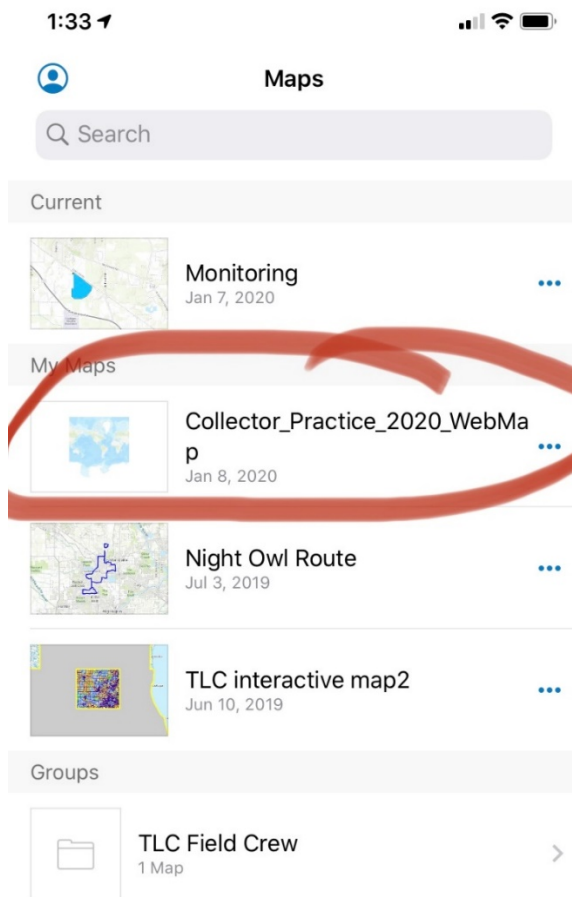 1:33
Maps
Search
Current
Monitoring
Jan 7, 2020
My Maps
Collector_Practice_2020_WebMa
p
Jan 8, 2020
Night Owl Route
Jul 3, 2019
TLC interactive map2
Jun 10, 2019
Groups
TLC Field Crew
1 Map